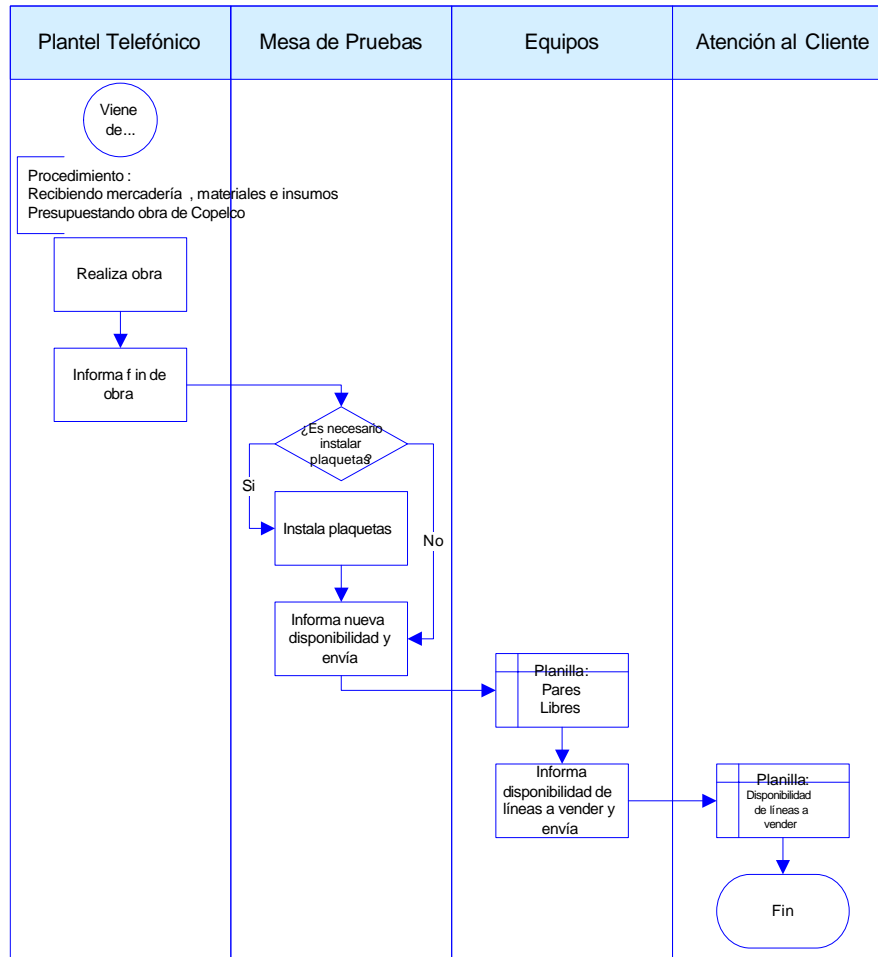 Plantel Telefónico
Mesa de Pruebas
Equipos
Atención al Cliente
Viene
de...
Procedimiento :
Recibiendo mercadería , materiales e insumos
Presupuestando obra de Copelco
Realiza obra
Informa f in de
obra
¿Es necesario
instalar
plaquetas?
Si
No
Instala plaquetas
Informa nueva
disponibilidad y
envía
Planilla:
Pares
Libres
Informa
disponibilidad de
líneas a vender y
envía
Planilla:
Disponibilidad
de líneas a
vender
Fin